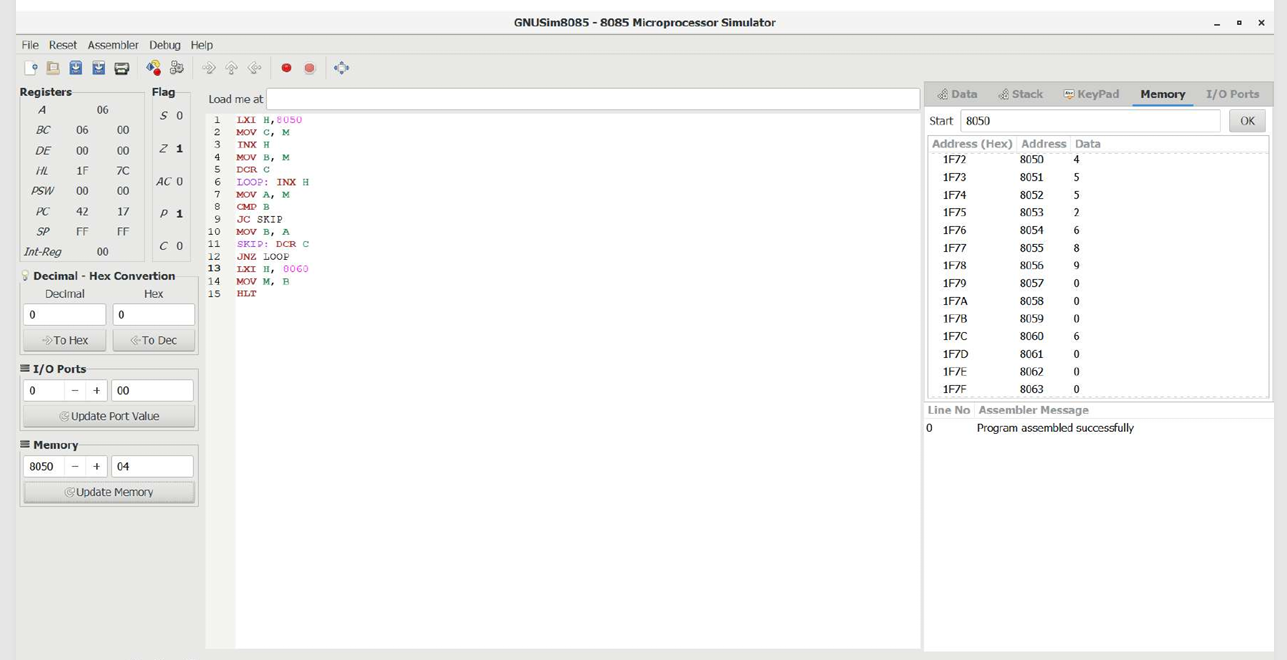 GNUSim8085 - 8085 Microprocessor Simulator
File Reset Assembler Debug Help
Registers
A 06
BC 06 00
DE 00 00
HL 1F 7C
PSW 00 00
PC 42 17
SP FF FF
Int-Reg 00
Flag
S 0
Z 1
AC 0
P 1
C 0
Decimal - Hex Convertion
Decimal Hex
0 0
To Hex To Dec
I/O Ports
0 - + 00
Update Port Value
Memory
8050 - + 04
Update Memory
Load me at
1 LXI H,8050
2 MOV C, M
3 INX H
4 MOV B, M
5 DCR C
6 LOOP: INX H
7 MOV A, M
8 CMP B
9 JC SKIP
10 MOV B, A
11 SKIP: DCR C
12 JNZ LOOP
13 LXI H, 8060
14 MOV M, B
15 HLT
Data Stack KeyPad Memory I/O Ports
Start 8050 OK
Address (Hex) Address Data
1F72 8050 4
1F73 8051 5
1F74 8052 5
1F75 8053 2
1F76 8054 6
1F77 8055 8
1F78 8056 9
1F79 8057 0
1F7A 8058 0
1F7B 8059 0
1F7C 8060 6
1F7D 8061 0
1F7E 8062 0
1F7F 8063 0
Line No Assembler Message
0 Program assembled successfully